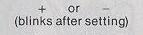 + or −
(blinks after setting)